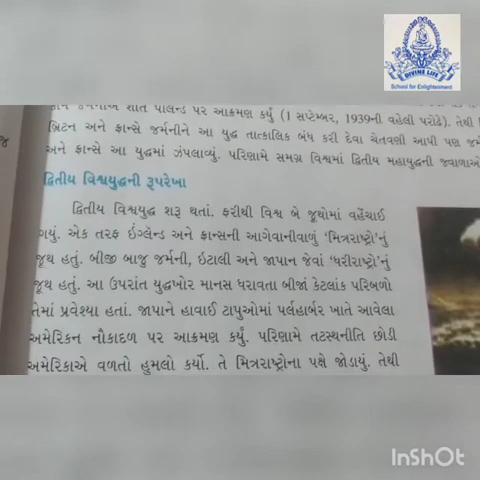 DIVINE LIFE
School for Enlightenment
પોલેન્ડ પર આક્રમણ કર્યું (1 સપ્ટેમ્બર, 1939ની વહેલી પરોઢે). તેથી
બ્રિટન અને ફ્રાન્સે જર્મનીને આ યુદ્ધ તાત્કાલિક બંધ કરી દેવા ચેતવણી આપી પણ
અને ફ્રાન્સે આ યુદ્ધમાં ઝંપલાવ્યું. પરિણામે સમગ્ર વિશ્વમાં દ્વિતીય મહાયુદ્ધની જ્વાળાઓ
દ્વિતીય વિશ્વયુદ્ધની રૂપરેખા
દ્વિતીય વિશ્વયુદ્ધ શરૂ થતાં. ફરીથી વિશ્વ બે જૂથોમાં વહેંચાઈ
ગયું. એક તરફ ઇંગ્લેન્ડ અને ફ્રાન્સની આગેવાનીવાળું ‘મિત્રરાષ્ટ્રો’નું
જૂથ હતું. બીજી બાજુ જર્મની, ઇટાલી અને જાપાન જેવાં ‘ધરીરાષ્ટ્રો’નું
જૂથ હતું. આ ઉપરાંત યુદ્ધખોર માનસ ધરાવતા બીજાં કેટલાંક પરિબળો
તેમાં પ્રવેશ્યા હતાં. જાપાને હાવાઈ ટાપુઓમાં પર્લહાર્બર ખાતે આવેલા
અમેરિકન નૌકાદળ પર આક્રમણ કર્યું. પરિણામે તટસ્થનીતિ છોડી
અમેરિકાએ વળતો હુમલો કર્યો. તે મિત્રરાષ્ટ્રોના પક્ષે જોડાયું. તેથી
InShOt